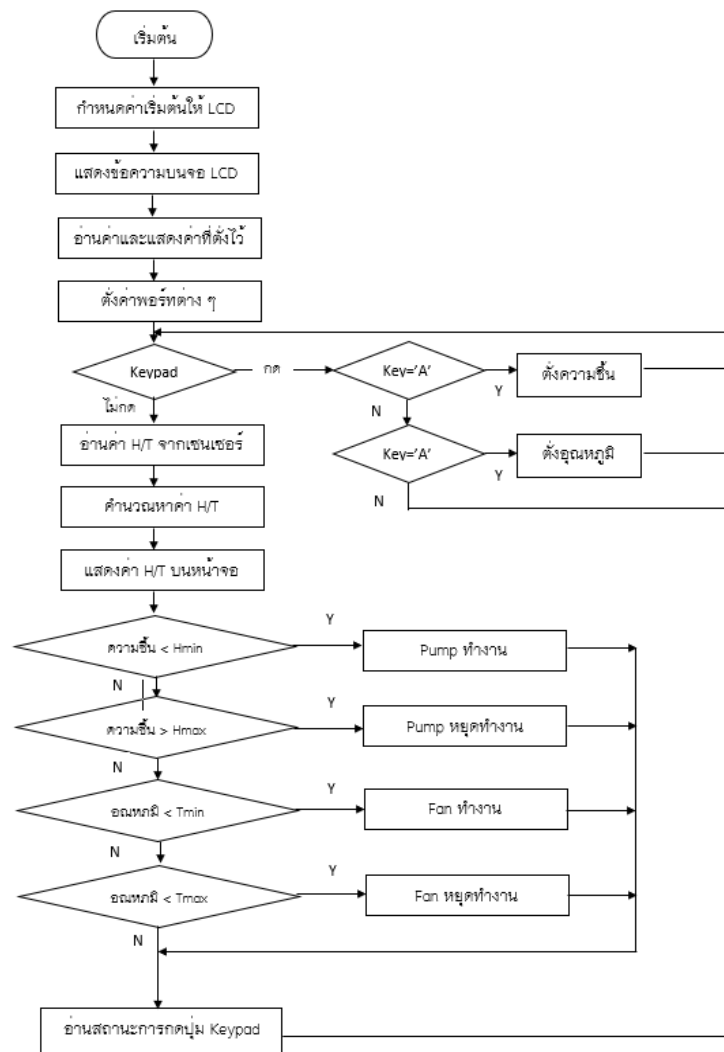 เริ่มต้น
กำหนดค่าเริ่มต้นให้ LCD
แสดงข้อความบนจอ LCD
อ่านค่าและแสดงค่าที่ตั้งไว้
ตั้งค่าพอร์ทต่าง ๆ
Keypad
กด
Key='A'
Y
ตั้งความชื้น
N
ไม่กด
อ่านค่า H/T จากเซนเซอร์
Key='A'
Y
ตั้งอุณหภูมิ
N
คำนวณหาค่า H/T
แสดงค่า H/T บนหน้าจอ
ความชื้น < Hmin
Y
Pump ทำงาน
N
ความชื้น > Hmax
Y
Pump หยุดทำงาน
N
อณหภมิ < Tmin
Y
Fan ทำงาน
N
อณหภมิ < Tmax
Y
Fan หยุดทำงาน
N
อ่านสถานะการกดปุ่ม Keypad